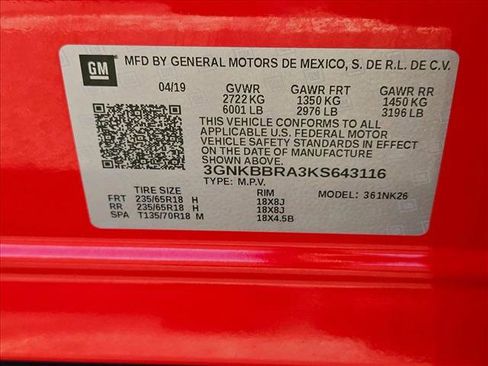 GM MFD BY GENERAL MOTORS DE MEXICO, S. DE R.L. DE C.V.
04/19 GVWR GAWR FRT GAWR RR
2722 KG 1350 KG 1450 KG
6001 LB 2976 LB 3196 LB
THIS VEHICLE CONFORMS TO ALL
APPLICABLE U.S. FEDERAL MOTOR
VEHICLE SAFETY STANDARDS IN EFFECT
ON THE DATE OF MANUFACTURE SHOWN ABOVE.
3GNKBBRA3KS643116
TYPE: M.P.V. MODEL: 361NK26
TIRE SIZE RIM
FRT 235/65R18 H 18X8J
RR 235/65R18 H 18X8J
SPA T135/70R18 M 18X4.5B